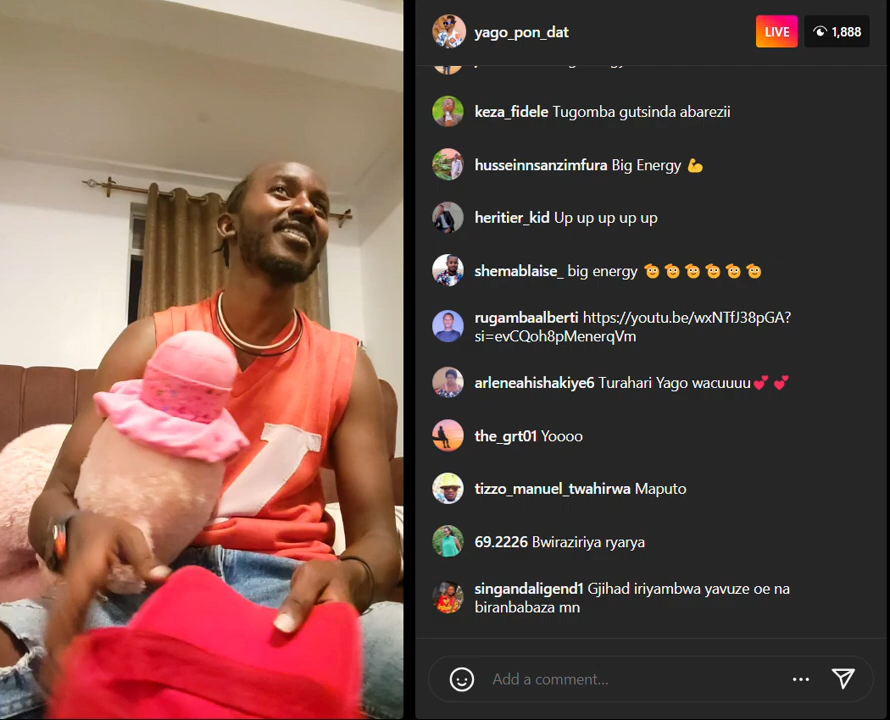 yago_pon_dat
LIVE
1,888
keza_fidele Tugomba gutsinda abarezii
husseinnsanzimfura Big Energy 💪
heritier_kid Up up up up up
shemablaise_ big energy 🫡🫡🫡🫡🫡🫡
rugambaalberti https://youtu.be/wxNTfJ38pGA?
si=evCQoh8pMenerqVm
arleneahishakiye6 Turahari Yago wacuuuu💕 💕
the_grt01 Yoooo
tizzo_manuel_twahirwa Maputo
69.2226 Bwiraziriya ryarya
singandaligend1 Gjihad iriyambwa yavuze oe na
biranbabaza mn
Add a comment...